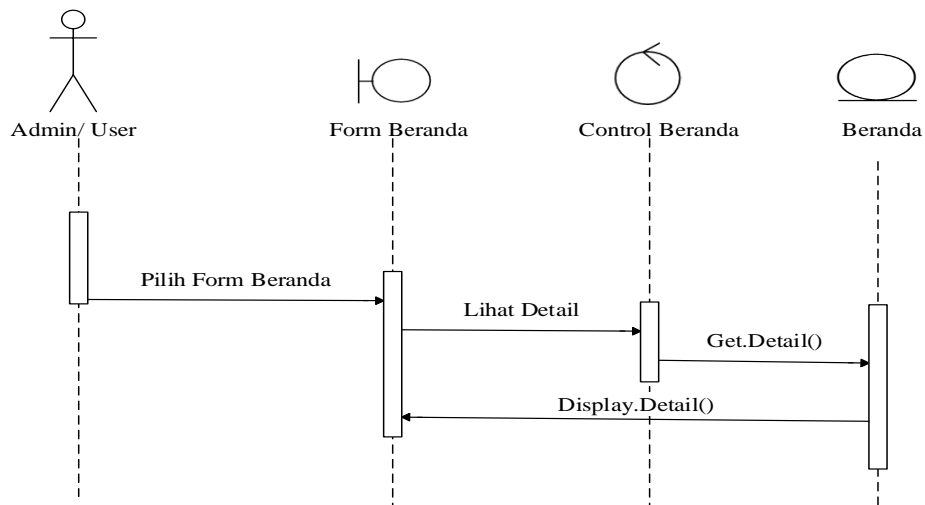 Admin/ User
Form Beranda
Control Beranda
Beranda
Pilih Form Beranda
Lihat Detail
Get.Detail()
Display.Detail()